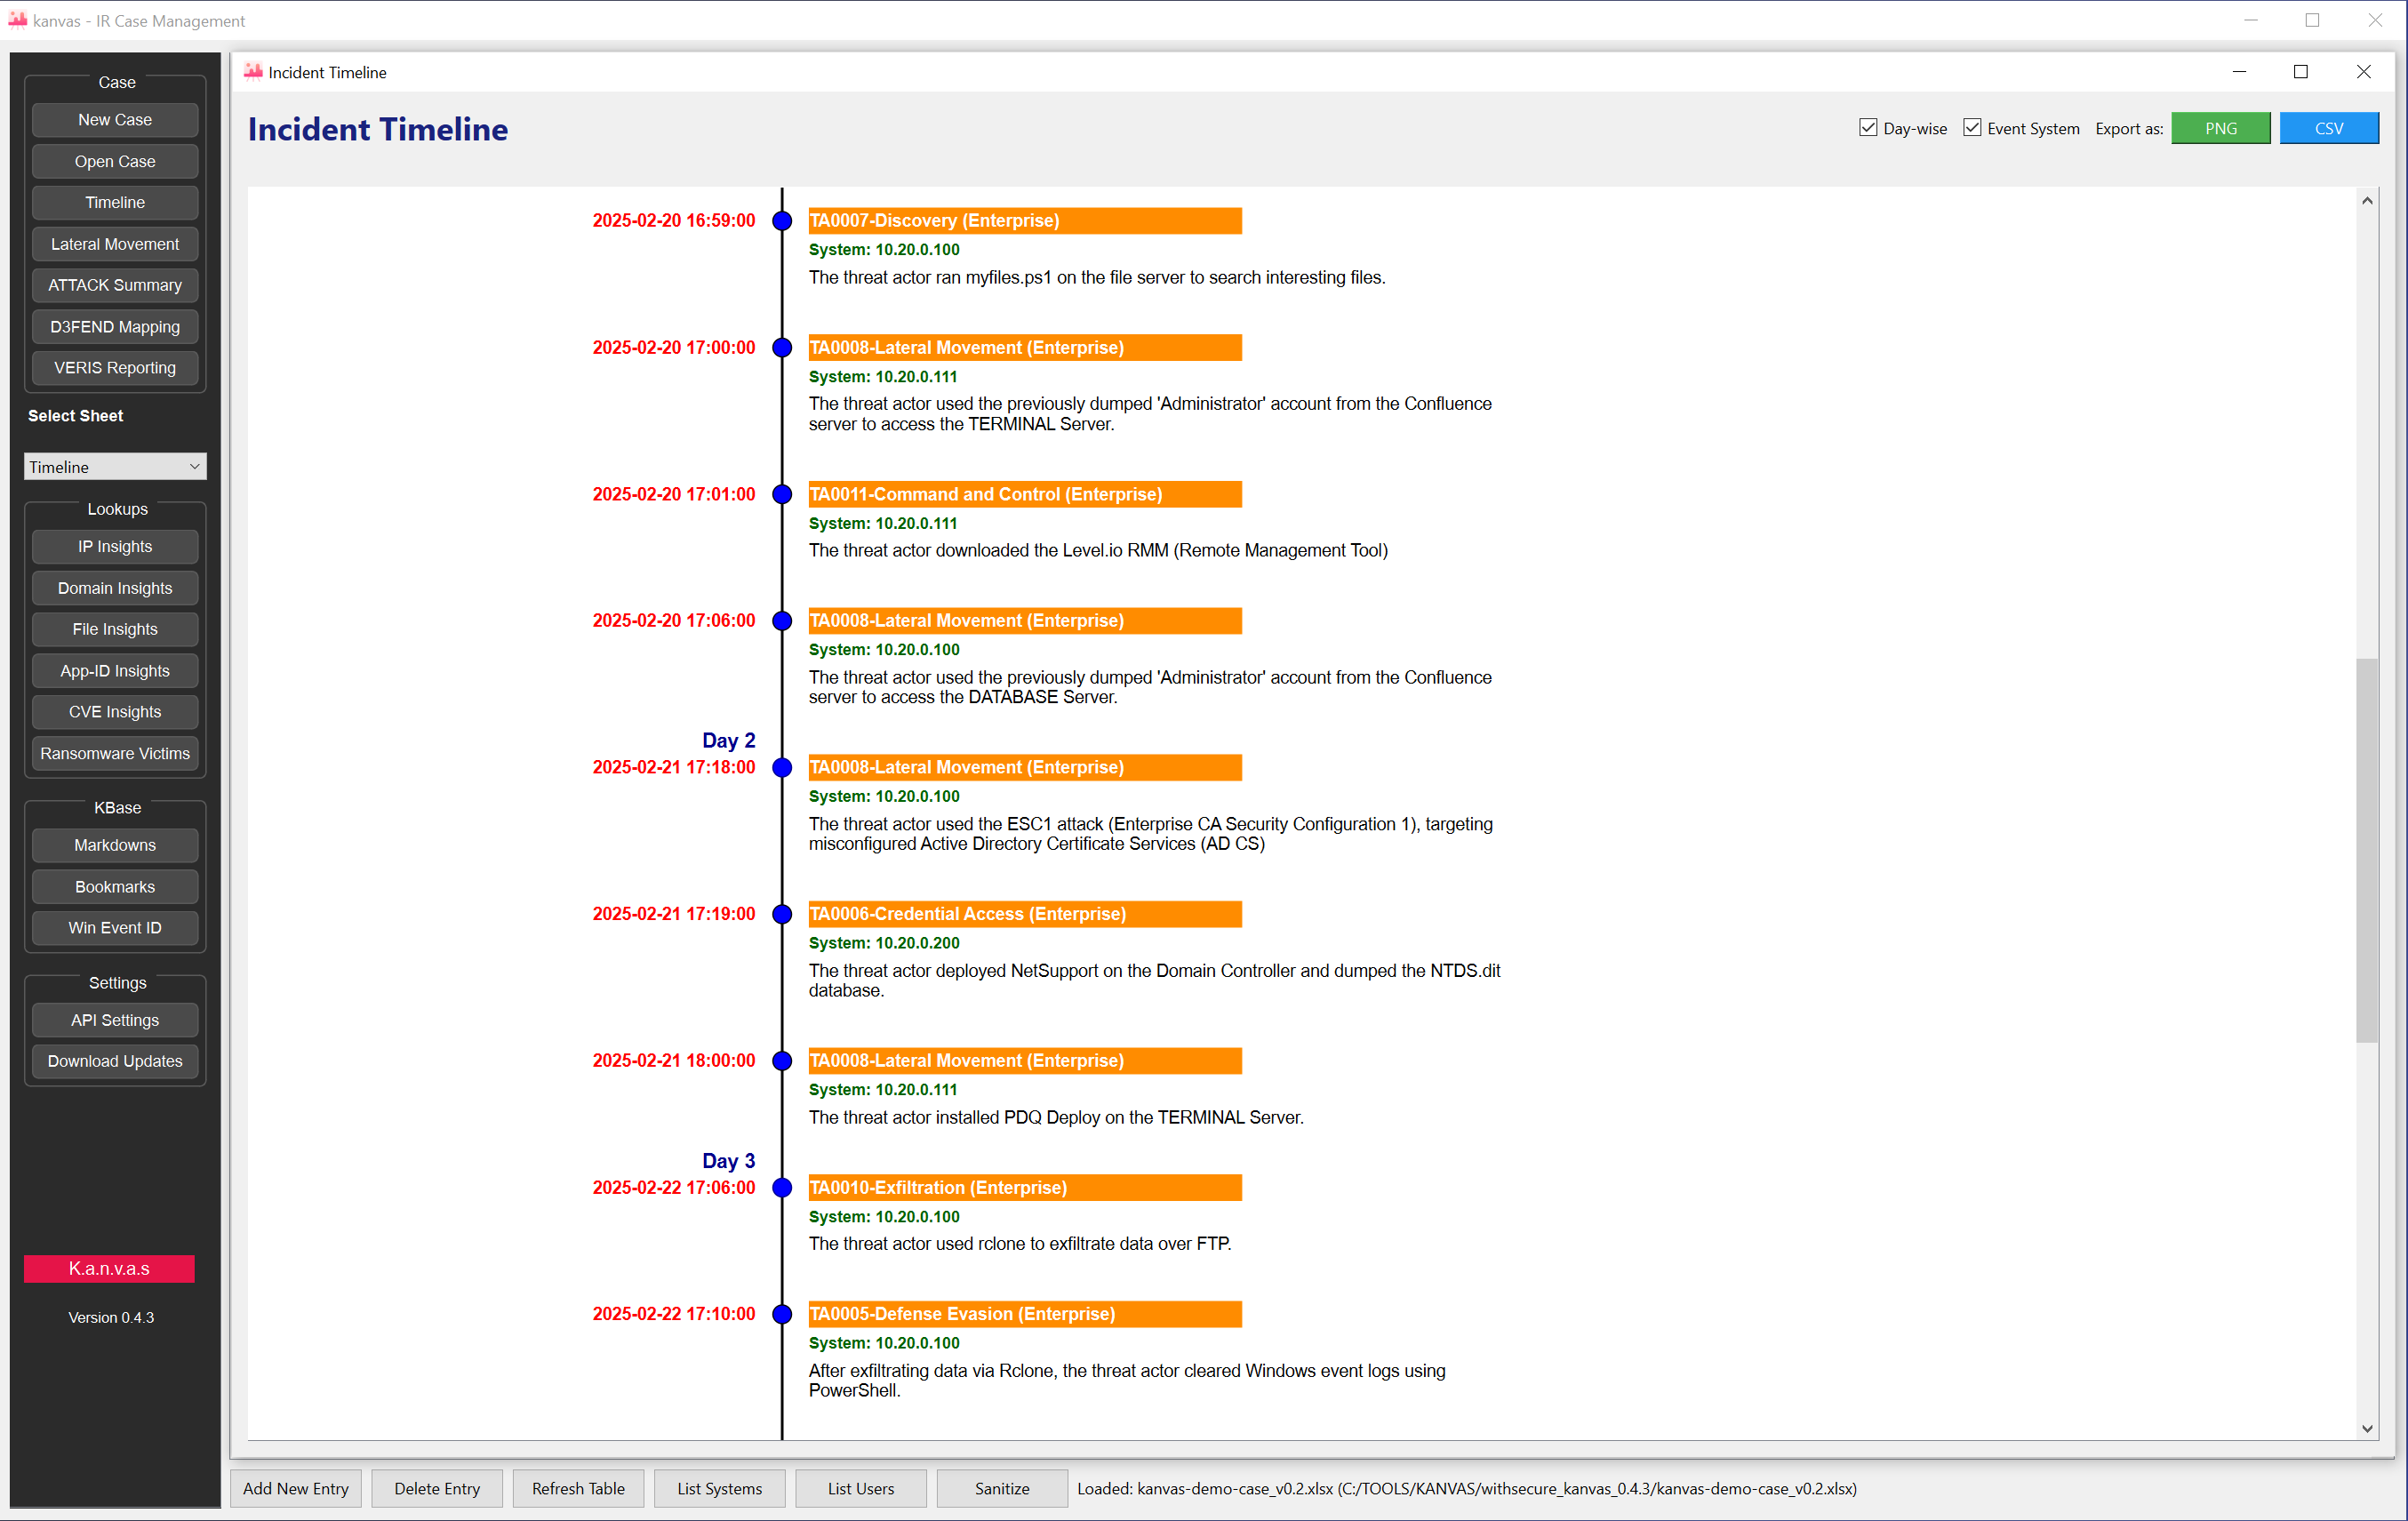 kanvas - IR Case Management
Case
New Case
Open Case
Timeline
Lateral Movement
ATTACK Summary
D3FEND Mapping
VERIS Reporting
Select Sheet
Timeline
Lookups
IP Insights
Domain Insights
File Insights
App-ID Insights
CVE Insights
Ransomware Victims
KBase
Markdowns
Bookmarks
Win Event ID
Settings
API Settings
Download Updates
K.a.n.v.a.s
Version 0.4.3
Incident Timeline
Incident Timeline
Day-wise Event System Export as: PNG CSV
2025-02-20 16:59:00 TA0007-Discovery (Enterprise)
System: 10.20.0.100
The threat actor ran myfiles.ps1 on the file server to search interesting files.
2025-02-20 17:00:00 TA0008-Lateral Movement (Enterprise)
System: 10.20.0.111
The threat actor used the previously dumped 'Administrator' account from the Confluence
server to access the TERMINAL Server.
2025-02-20 17:01:00 TA0011-Command and Control (Enterprise)
System: 10.20.0.111
The threat actor downloaded the Level.io RMM (Remote Management Tool)
2025-02-20 17:06:00 TA0008-Lateral Movement (Enterprise)
System: 10.20.0.100
The threat actor used the previously dumped 'Administrator' account from the Confluence
server to access the DATABASE Server.
Day 2
2025-02-21 17:18:00 TA0008-Lateral Movement (Enterprise)
System: 10.20.0.100
The threat actor used the ESC1 attack (Enterprise CA Security Configuration 1), targeting
misconfigured Active Directory Certificate Services (AD CS)
2025-02-21 17:19:00 TA0006-Credential Access (Enterprise)
System: 10.20.0.200
The threat actor deployed NetSupport on the Domain Controller and dumped the NTDS.dit
database.
2025-02-21 18:00:00 TA0008-Lateral Movement (Enterprise)
System: 10.20.0.111
The threat actor installed PDQ Deploy on the TERMINAL Server.
Day 3
2025-02-22 17:06:00 TA0010-Exfiltration (Enterprise)
System: 10.20.0.100
The threat actor used rclone to exfiltrate data over FTP.
2025-02-22 17:10:00 TA0005-Defense Evasion (Enterprise)
System: 10.20.0.100
After exfiltrating data via Rclone, the threat actor cleared Windows event logs using
PowerShell.
Add New Entry Delete Entry Refresh Table List Systems List Users Sanitize Loaded: kanvas-demo-case_v0.2.xlsx (C:/TOOLS/KANVAS/withsecure_kanvas_0.4.3/kanvas-demo-case_v0.2.xlsx)